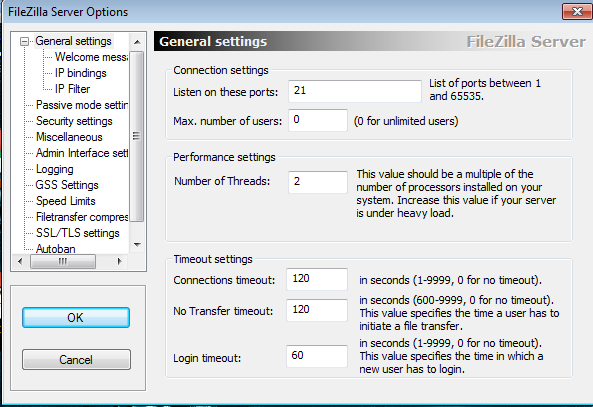 FileZilla Server Options
General settings
Welcome mess
IP bindings
IP Filter
Passive mode settin
Security settings
Miscellaneous
Admin Interface sett
Logging
GSS Settings
Speed Limits
Filetransfer compres
SSL/TLS settings
Autoban
OK
Cancel
General settings FileZilla Server
Connection settings
Listen on these ports: 21 List of ports between 1
and 65535.
Max. number of users: 0 (0 for unlimited users)
Performance settings
Number of Threads: 2 This value should be a multiple of the
number of processors installed on your
system. Increase this value if your server
is under heavy load.
Timeout settings
Connections timeout: 120 in seconds (1-9999, 0 for no timeout).
No Transfer timeout: 120 in seconds (600-9999, 0 for no timeout).
This value specifies the time a user has to
initiate a file transfer.
Login timeout: 60 in seconds (1-9999, 0 for no timeout).
This value specifies the time in which a
new user has to login.